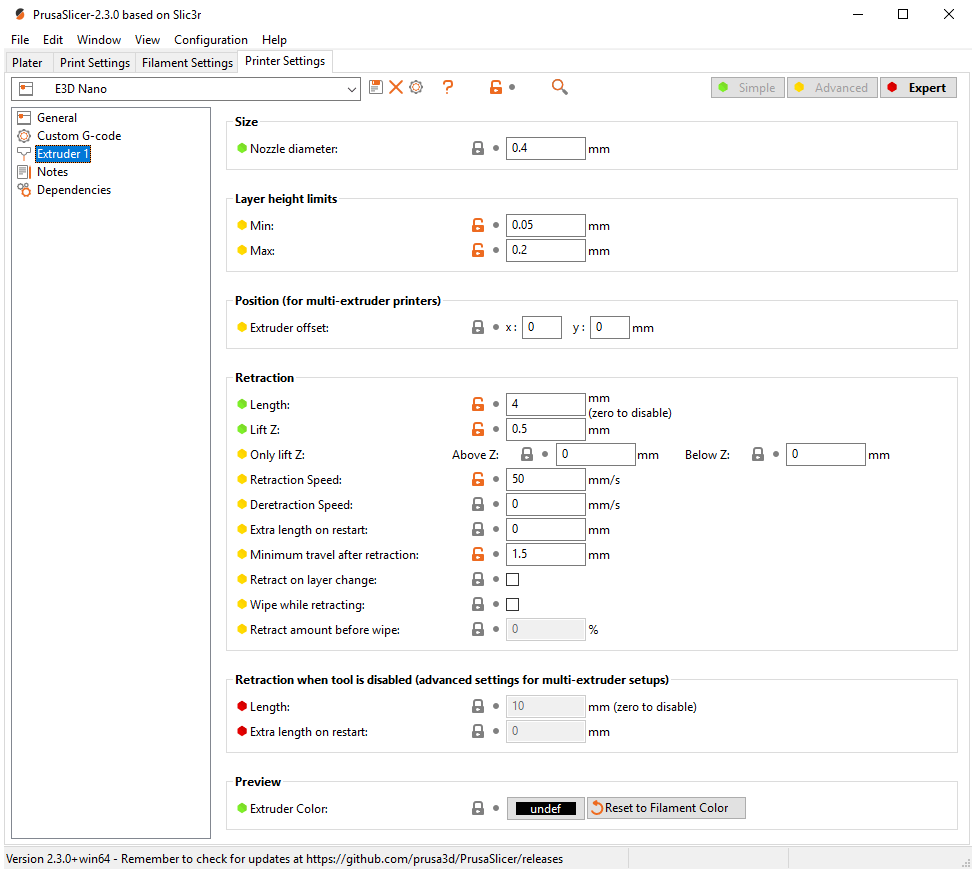 PrusaSlicer-2.3.0 based on Slic3r
File Edit Window View Configuration Help
Plater Print Settings Filament Settings Printer Settings
E3D Nano ? Simple Advanced Expert
General
Custom G-code
Extruder 1
Notes
Dependencies
Size
Nozzle diameter: 0.4 mm
Layer height limits
Min: 0.05 mm
Max: 0.2 mm
Position (for multi-extruder printers)
Extruder offset: x: 0 y: 0 mm
Retraction
Length: 4 mm
(zero to disable)
Lift Z: 0.5 mm
Only lift Z: Above Z: 0 mm Below Z: 0 mm
Retraction Speed: 50 mm/s
Deretraction Speed: 0 mm/s
Extra length on restart: 0 mm
Minimum travel after retraction: 1.5 mm
Retract on layer change:
Wipe while retracting:
Retract amount before wipe: 0 %
Retraction when tool is disabled (advanced settings for multi-extruder setups)
Length: 10 mm (zero to disable)
Extra length on restart: 0 mm
Preview
Extruder Color: undef Reset to Filament Color
Version 2.3.0+win64 - Remember to check for updates at https://github.com/prusa3d/PrusaSlicer/releases